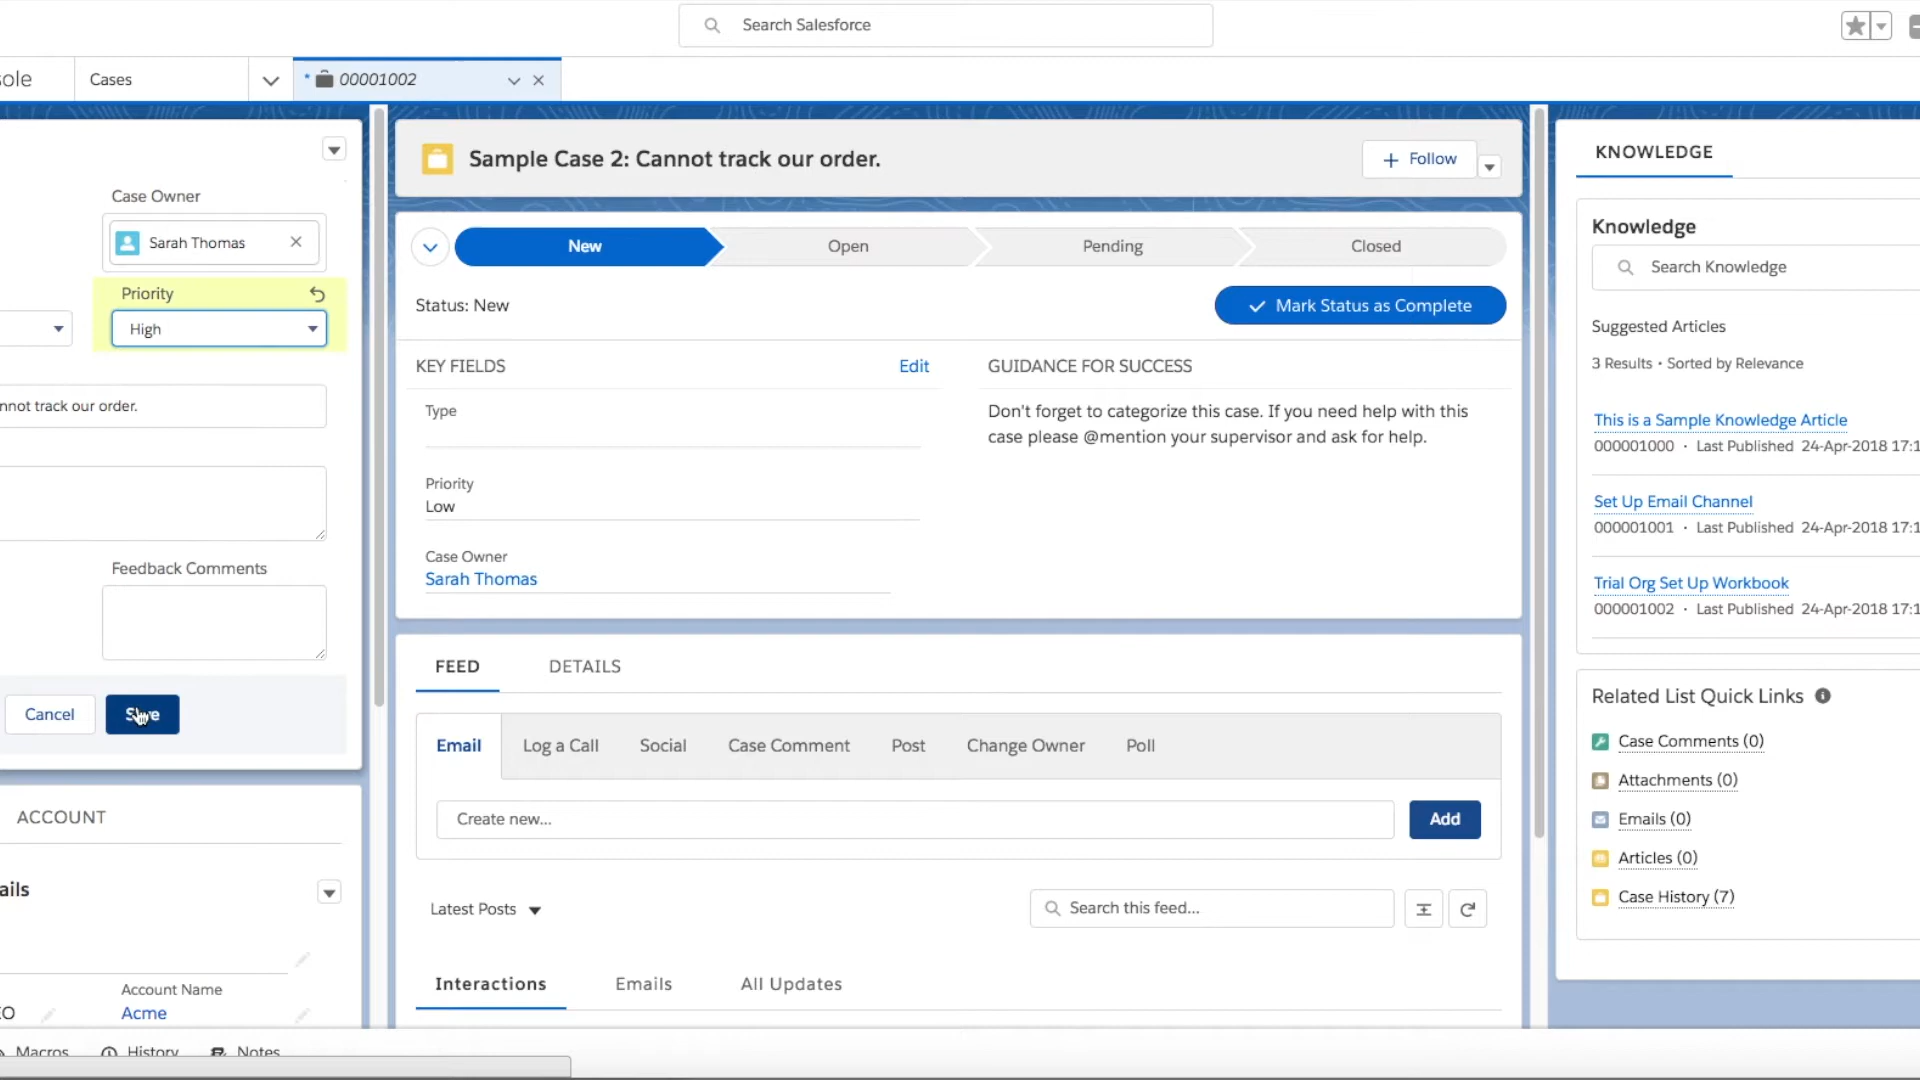 Search Salesforce
ole
Cases
* 00001002
Case Owner
Sarah Thomas
Priority
High
nnot track our order.
Feedback Comments
Cancel
ACCOUNT
ails
Account Name
Acme
Sample Case 2: Cannot track our order.
Follow
New
Open
Pending
Closed
Status: New
Mark Status as Complete
KEY FIELDS
Edit
Type
Priority
Low
Case Owner
Sarah Thomas
GUIDANCE FOR SUCCESS
Don't forget to categorize this case. If you need help with this
case please @mention your supervisor and ask for help.
FEED
DETAILS
Email
Log a Call
Social
Case Comment
Post
Change Owner
Poll
Create new...
Add
Latest Posts
Search this feed...
Interactions
Emails
All Updates
KNOWLEDGE
Knowledge
Search Knowledge
Suggested Articles
3 Results • Sorted by Relevance
This is a Sample Knowledge Article
000001000 · Last Published 24-Apr-2018 17:1
Set Up Email Channel
000001001 · Last Published 24-Apr-2018 17:1
Trial Org Set Up Workbook
000001002 · Last Published 24-Apr-2018 17:1
Related List Quick Links
Case Comments (0)
Attachments (0)
Emails (0)
Articles (0)
Case History (7)
Macros
History
Notes